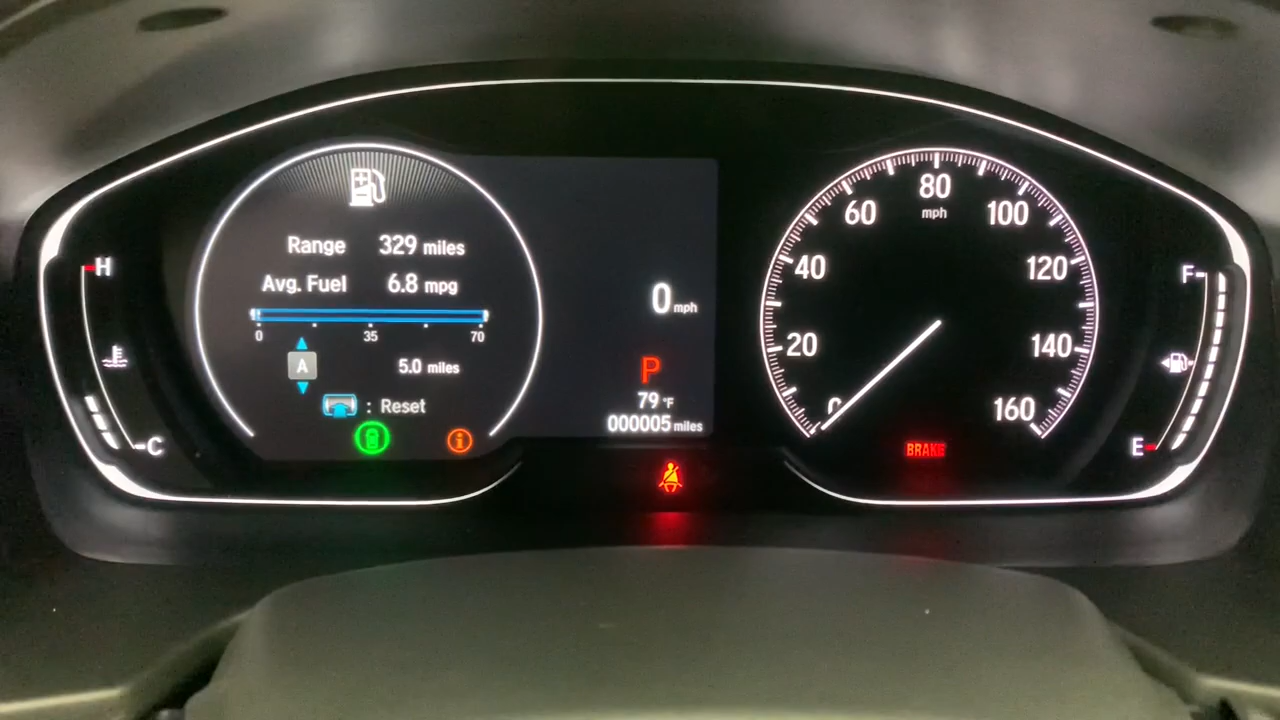 Range 329 miles
Avg. Fuel 6.8 mpg
0 35 70
A 5.0 miles
: Reset
H
C
0 mph
P
79 °F
000005 miles
0
20
40
60
80
mph
100
120
140
160
BRAKE
F
E